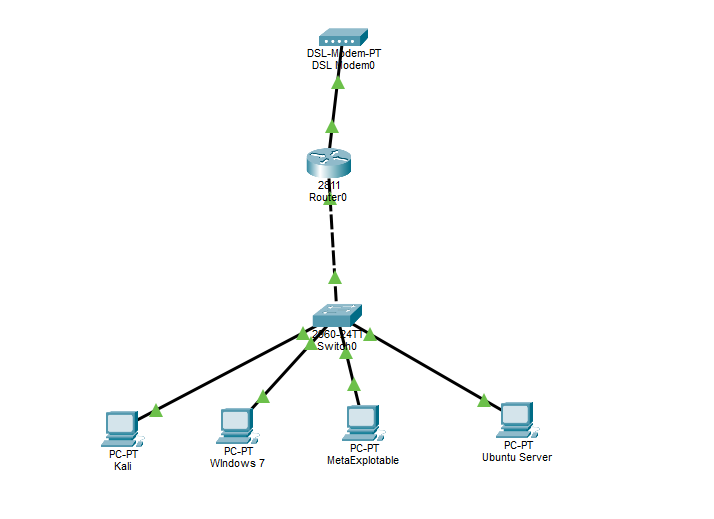 DSL-Modem-PT
DSL Modem0
2811
Router0
2960-24TT
Switch0
PC-PT
Kali
PC-PT
WIndows 7
PC-PT
MetaExplotable
PC-PT
Ubuntu Server